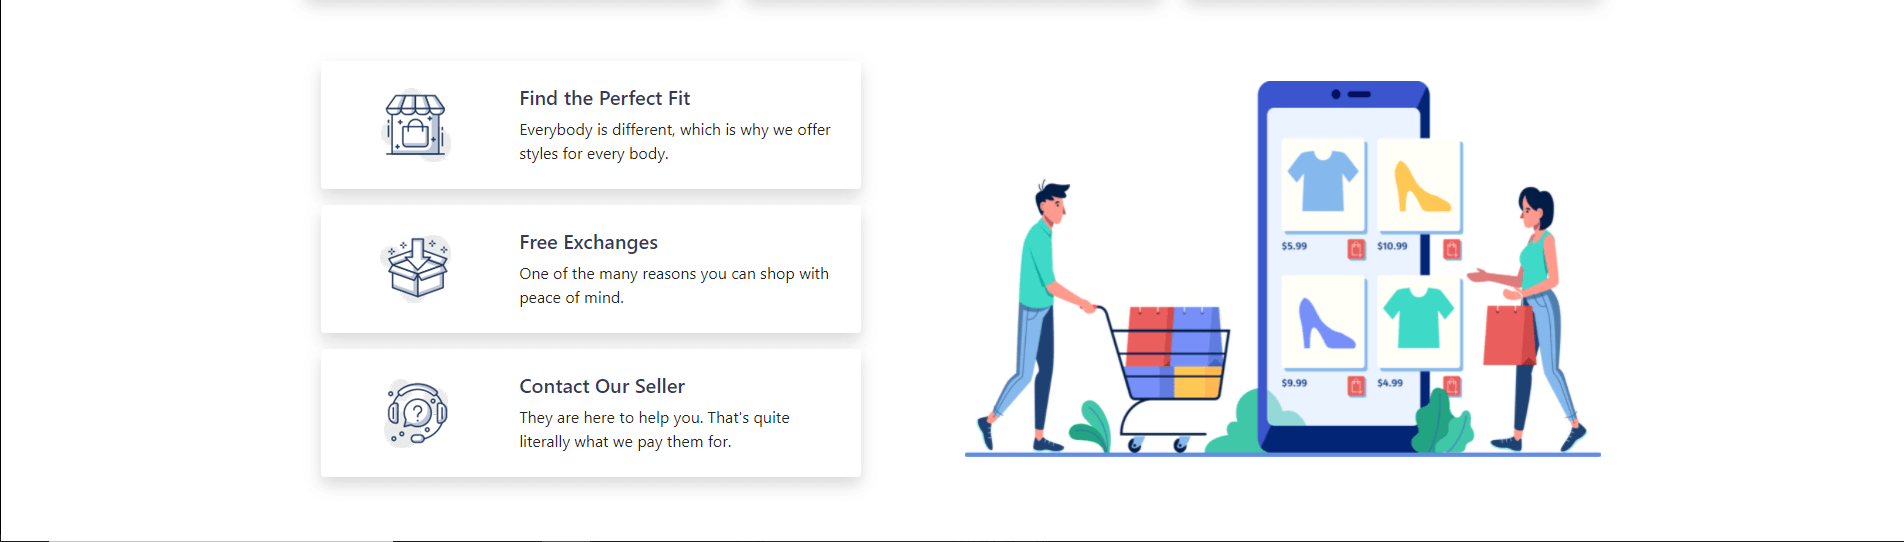 Find the Perfect Fit
Everybody is different, which is why we offer
styles for every body.
Free Exchanges
One of the many reasons you can shop with
peace of mind.
Contact Our Seller
They are here to help you. That's quite
literally what we pay them for.
$5.99
$10.99
$9.99
$4.99
?